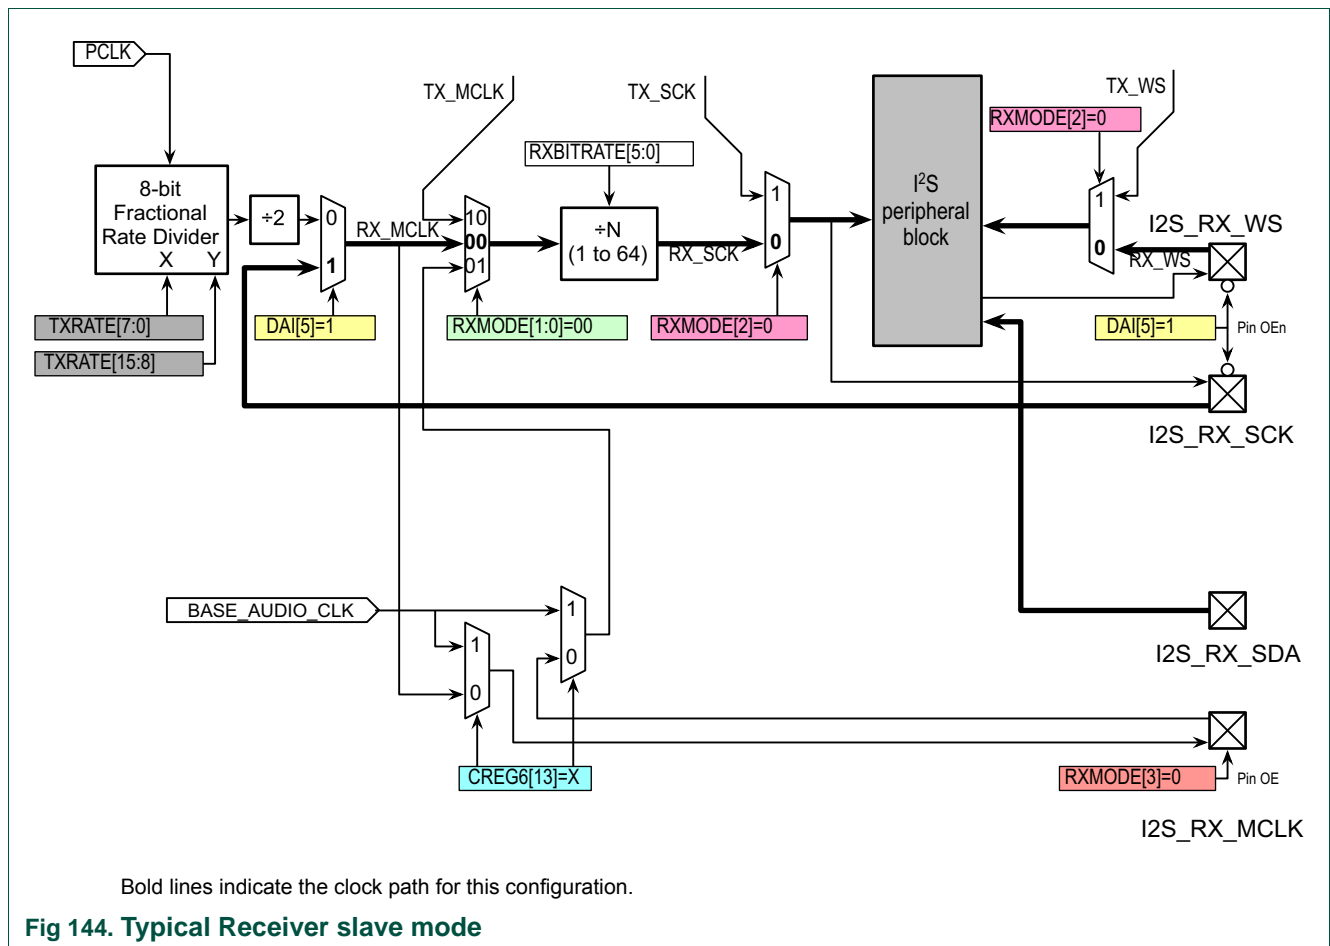 PCLK
TX_MCLK
TX_SCK
TX_WS
RXMODE[2]=0
RXBITRATE[5:0]
8-bit
Fractional
Rate Divider
X Y
÷2
0
1
RX_MCLK
10
00
01
÷N
(1 to 64)
RX_SCK
1
0
I2S
peripheral
block
1
0
I2S_RX_WS
RX_WS
TXRATE[7:0]
DAI[5]=1
RXMODE[1:0]=00
RXMODE[2]=0
DAI[5]=1
Pin OEn
TXRATE[15:8]
I2S_RX_SCK
BASE_AUDIO_CLK
1
0
1
0
I2S_RX_SDA
CREG6[13]=X
RXMODE[3]=0
Pin OE
I2S_RX_MCLK
Bold lines indicate the clock path for this configuration.
Fig 144. Typical Receiver slave mode